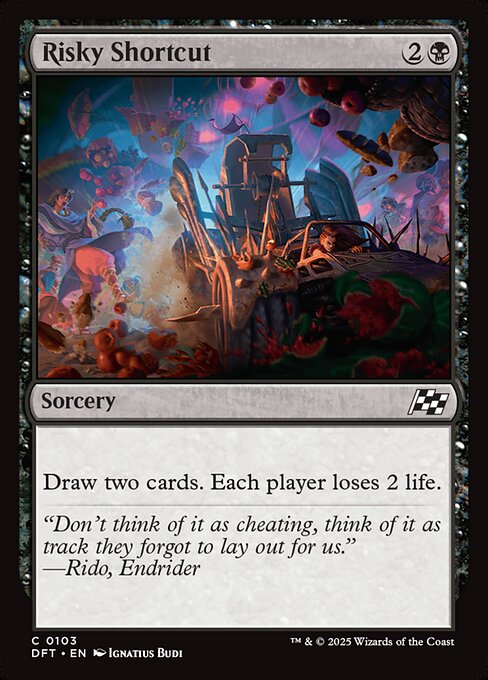 Risky Shortcut 2
Sorcery
Draw two cards. Each player loses 2 life.
“Don’t think of it as cheating, think of it as
track they forgot to lay out for us.”
—Rido, Endrider
C 0103
DFT • EN Ignatius Budi
™ & © 2025 Wizards of the Coast